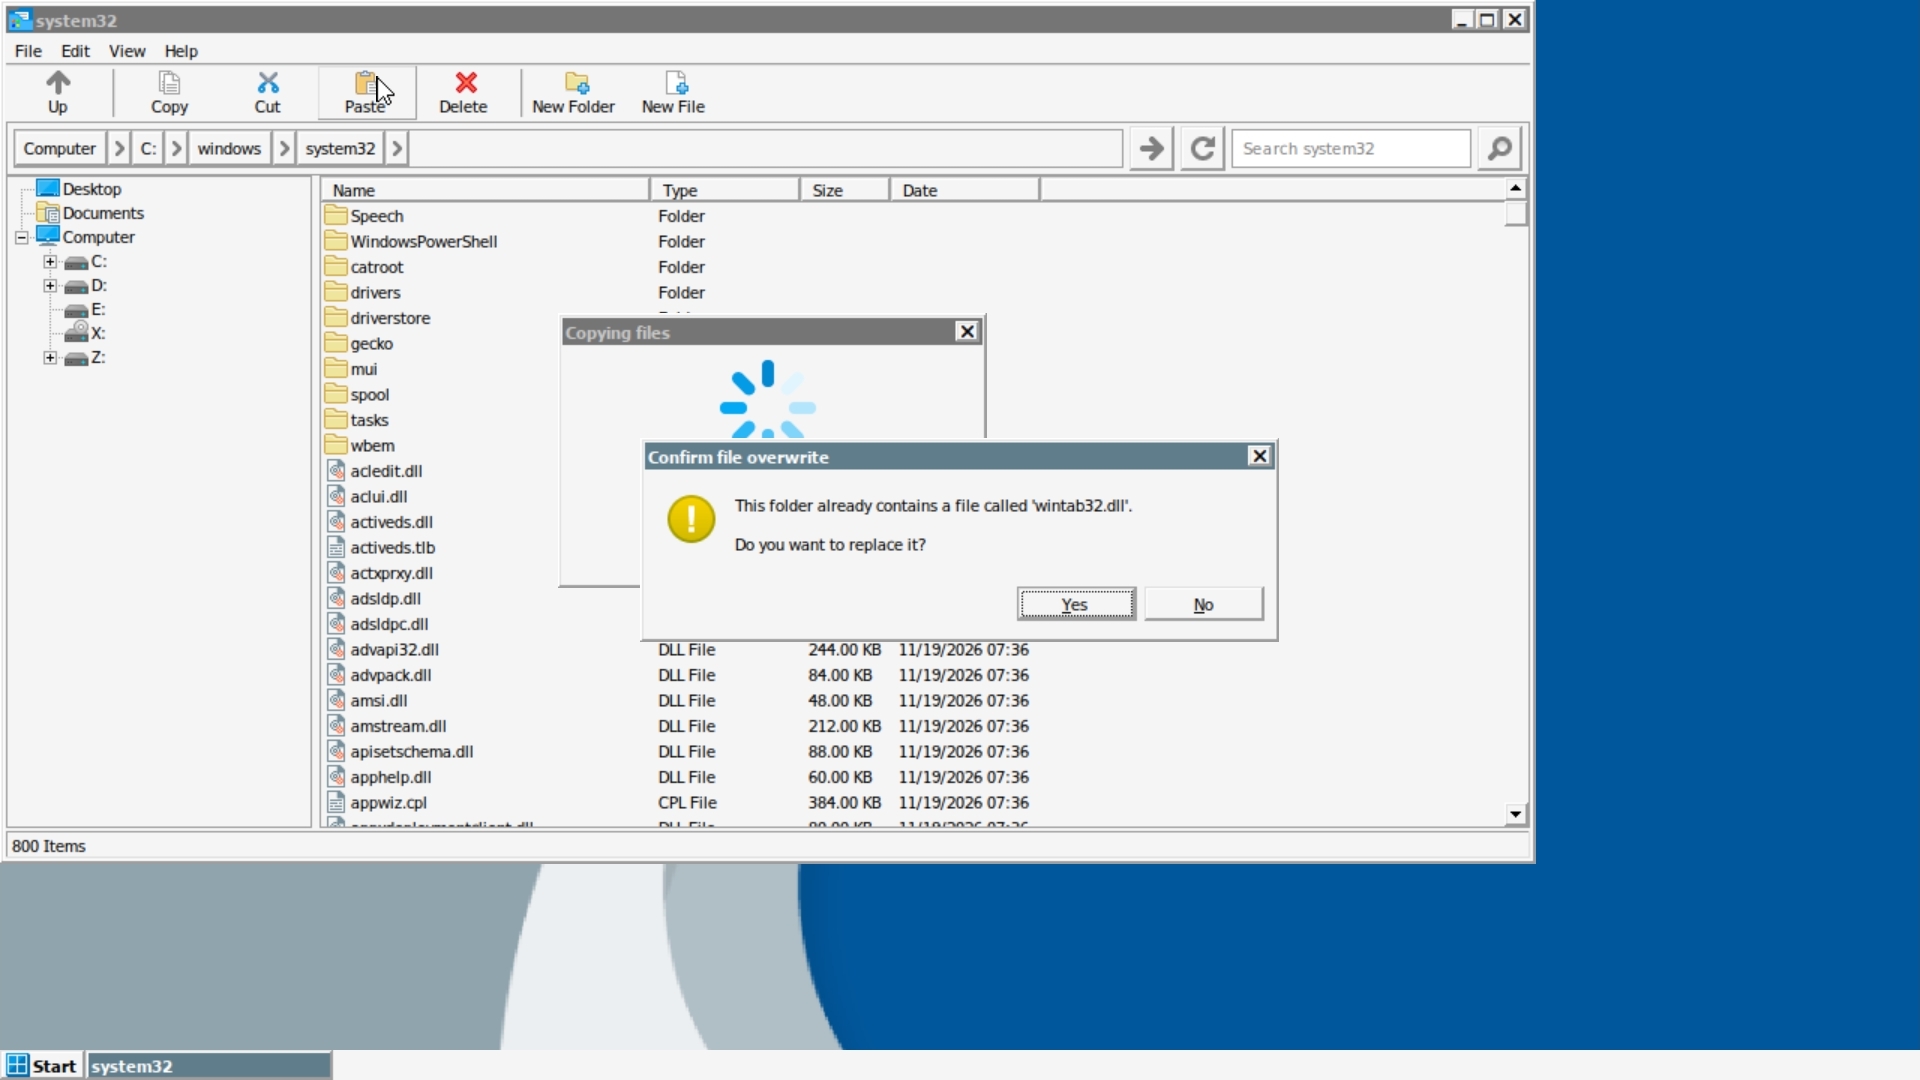 system32
File Edit View Help
Up Copy Cut Paste Delete New Folder New File
Computer C: windows system32 Search system32
Desktop
Documents
Computer
C:
D:
E:
X:
Z:
Name Type Size Date
Speech Folder
WindowsPowerShell Folder
catroot Folder
drivers Folder
driverstore
gecko
mui
spool
tasks
wbem
acledit.dll
aclui.dll
activeds.dll
activeds.tlb
actxprxy.dll
adsldp.dll
adsldpc.dll
advapi32.dll DLL File 244.00 KB 11/19/2026 07:36
advpack.dll DLL File 84.00 KB 11/19/2026 07:36
amsi.dll DLL File 48.00 KB 11/19/2026 07:36
amstream.dll DLL File 212.00 KB 11/19/2026 07:36
apisetschema.dll DLL File 88.00 KB 11/19/2026 07:36
apphelp.dll DLL File 60.00 KB 11/19/2026 07:36
appwiz.cpl CPL File 384.00 KB 11/19/2026 07:36
Copying files
Confirm file overwrite
This folder already contains a file called 'wintab32.dll'.
Do you want to replace it?
Yes No
800 Items
Start system32